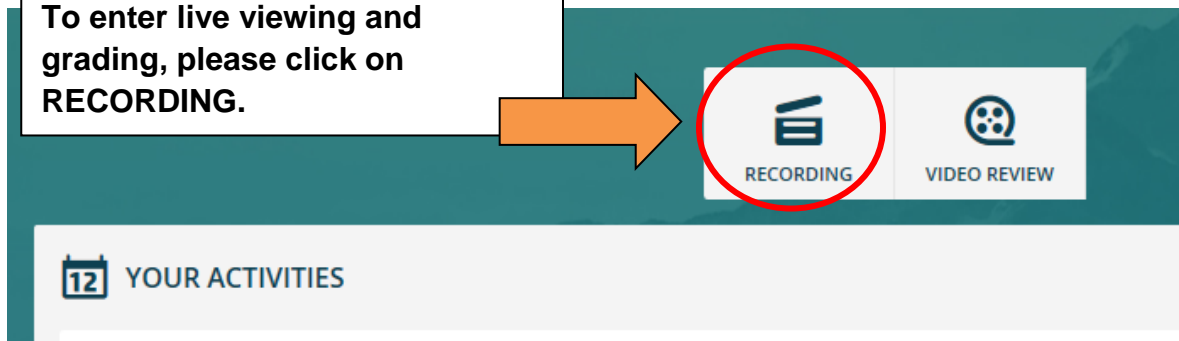 To enter live viewing and
grading, please click on
RECORDING.
RECORDING
VIDEO REVIEW
12
YOUR ACTIVITIES